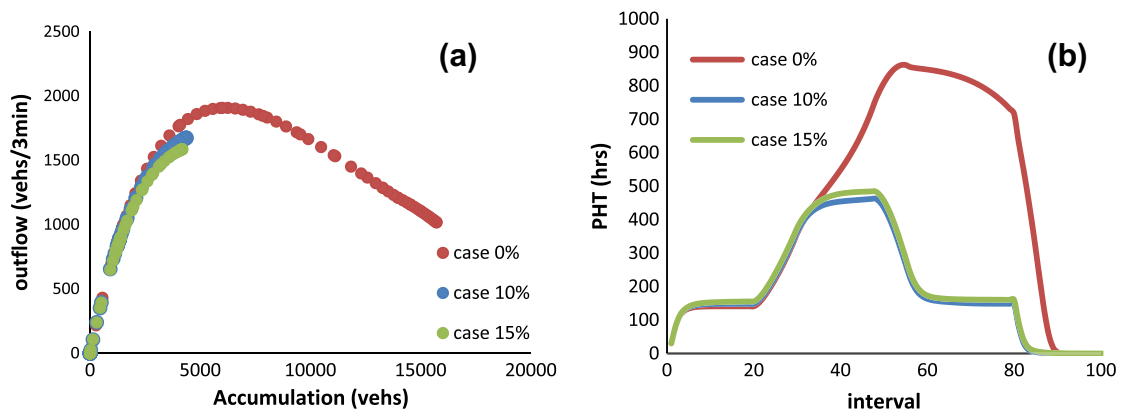 (a)
outflow (vehs/3min)
2500
2000
1500
1000
500
0
0 5000 10000 15000 20000
Accumulation (vehs)
case 0%
case 10%
case 15%
(b)
PHT (hrs)
1000
900
800
700
600
500
400
300
200
100
0
0 20 40 60 80 100
interval
case 0%
case 10%
case 15%